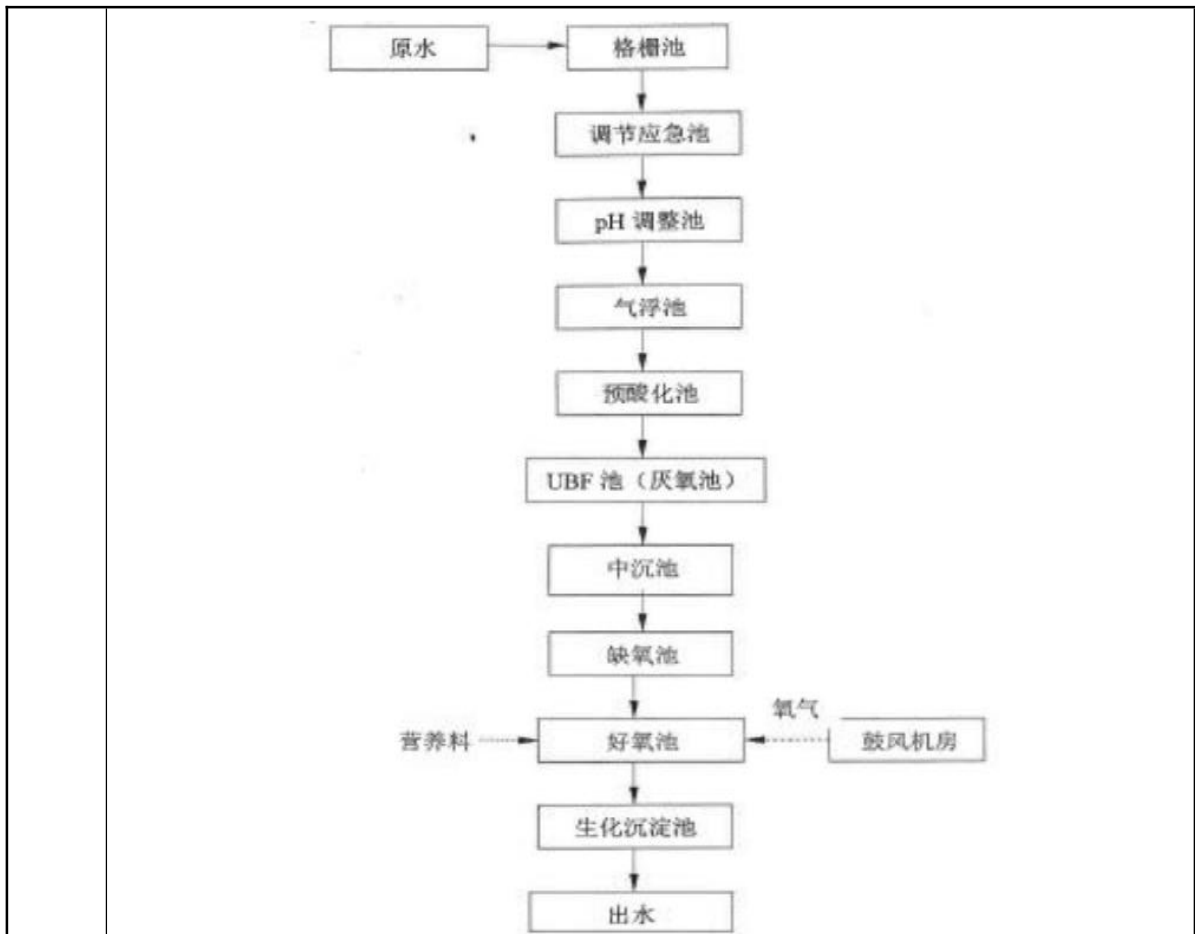 原水
格栅池
调节应急池
pH 调整池
气浮池
预酸化池
UBF 池（厌氧池）
中沉池
缺氧池
氧气
营养料
好氧池
鼓风机房
生化沉淀池
出水